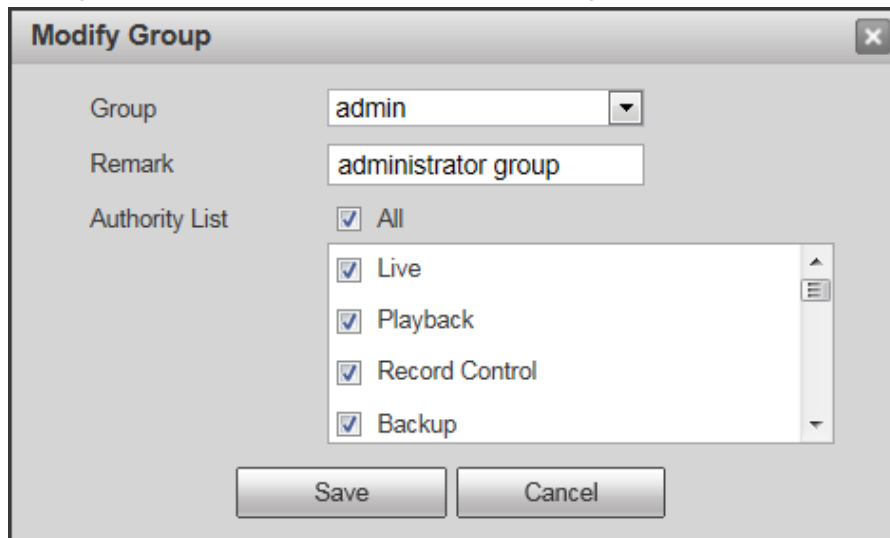 Modify Group
Group admin
Remark administrator group
Authority List All
Live
Playback
Record Control
Backup
Save Cancel